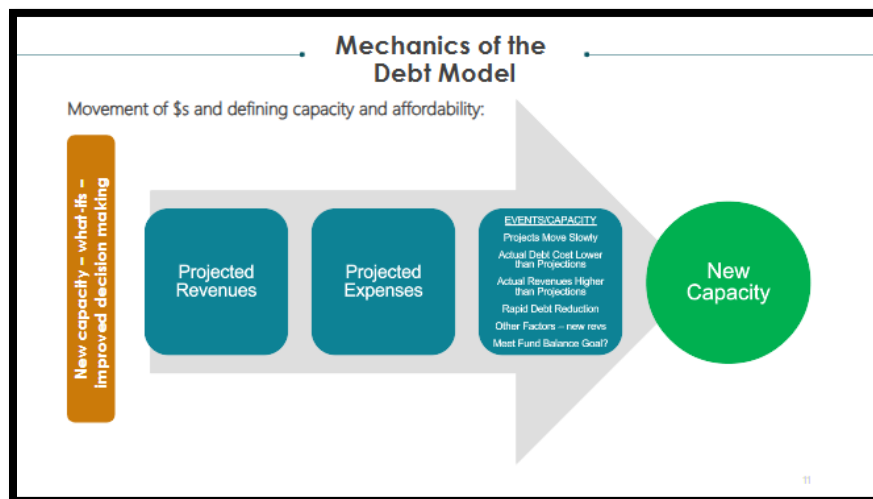 Mechanics of the
Debt Model
Movement of $s and defining capacity and affordability:
New capacity – what-ifs –
improved decision making
Projected
Revenues
Projected
Expenses
EVENTS/CAPACITY
Projects Move Slowly
Actual Debt Cost Lower
than Projections
Actual Revenues Higher
than Projections
Rapid Debt Reduction
Other Factors – new revs
Meet Fund Balance Goal?
New
Capacity
11